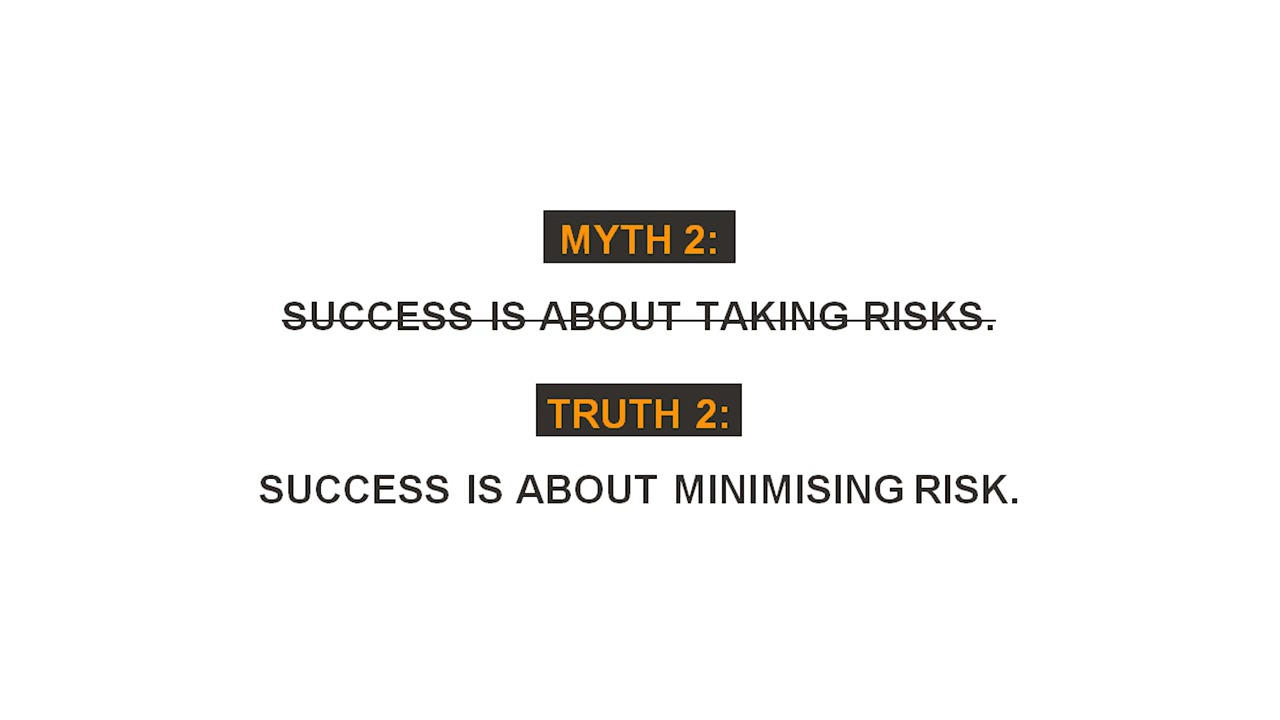 MYTH 2:
SUCCESS IS ABOUT TAKING RISKS.
TRUTH 2:
SUCCESS IS ABOUT MINIMISING RISK.